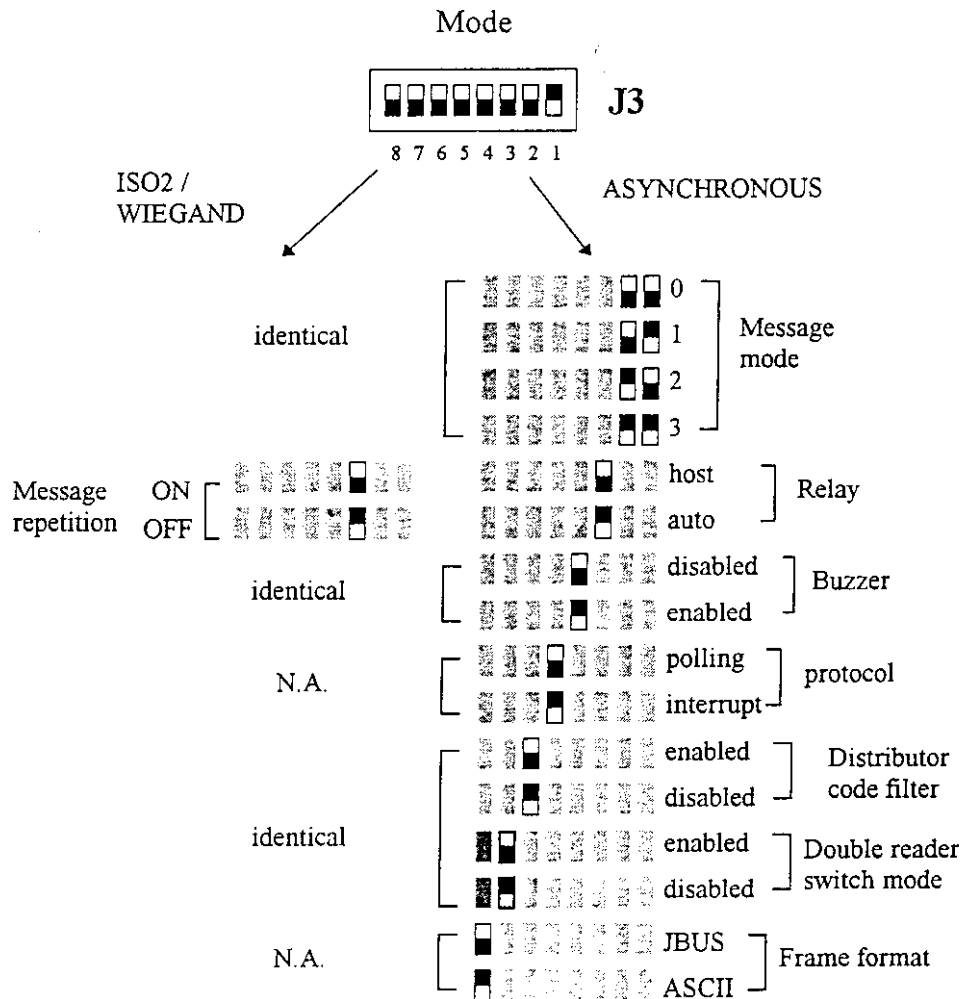 Mode
J3
8 7 6 5 4 3 2 1
ISO2 /
WIEGAND
ASYNCHRONOUS
identical
0
1
2
3
Message
mode
Message
repetition
ON
OFF
host
auto
Relay
identical
disabled
enabled
Buzzer
N.A.
polling
interrupt
protocol
identical
enabled
disabled
Distributor
code filter
enabled
disabled
Double reader
switch mode
N.A.
JBUS
ASCII
Frame format